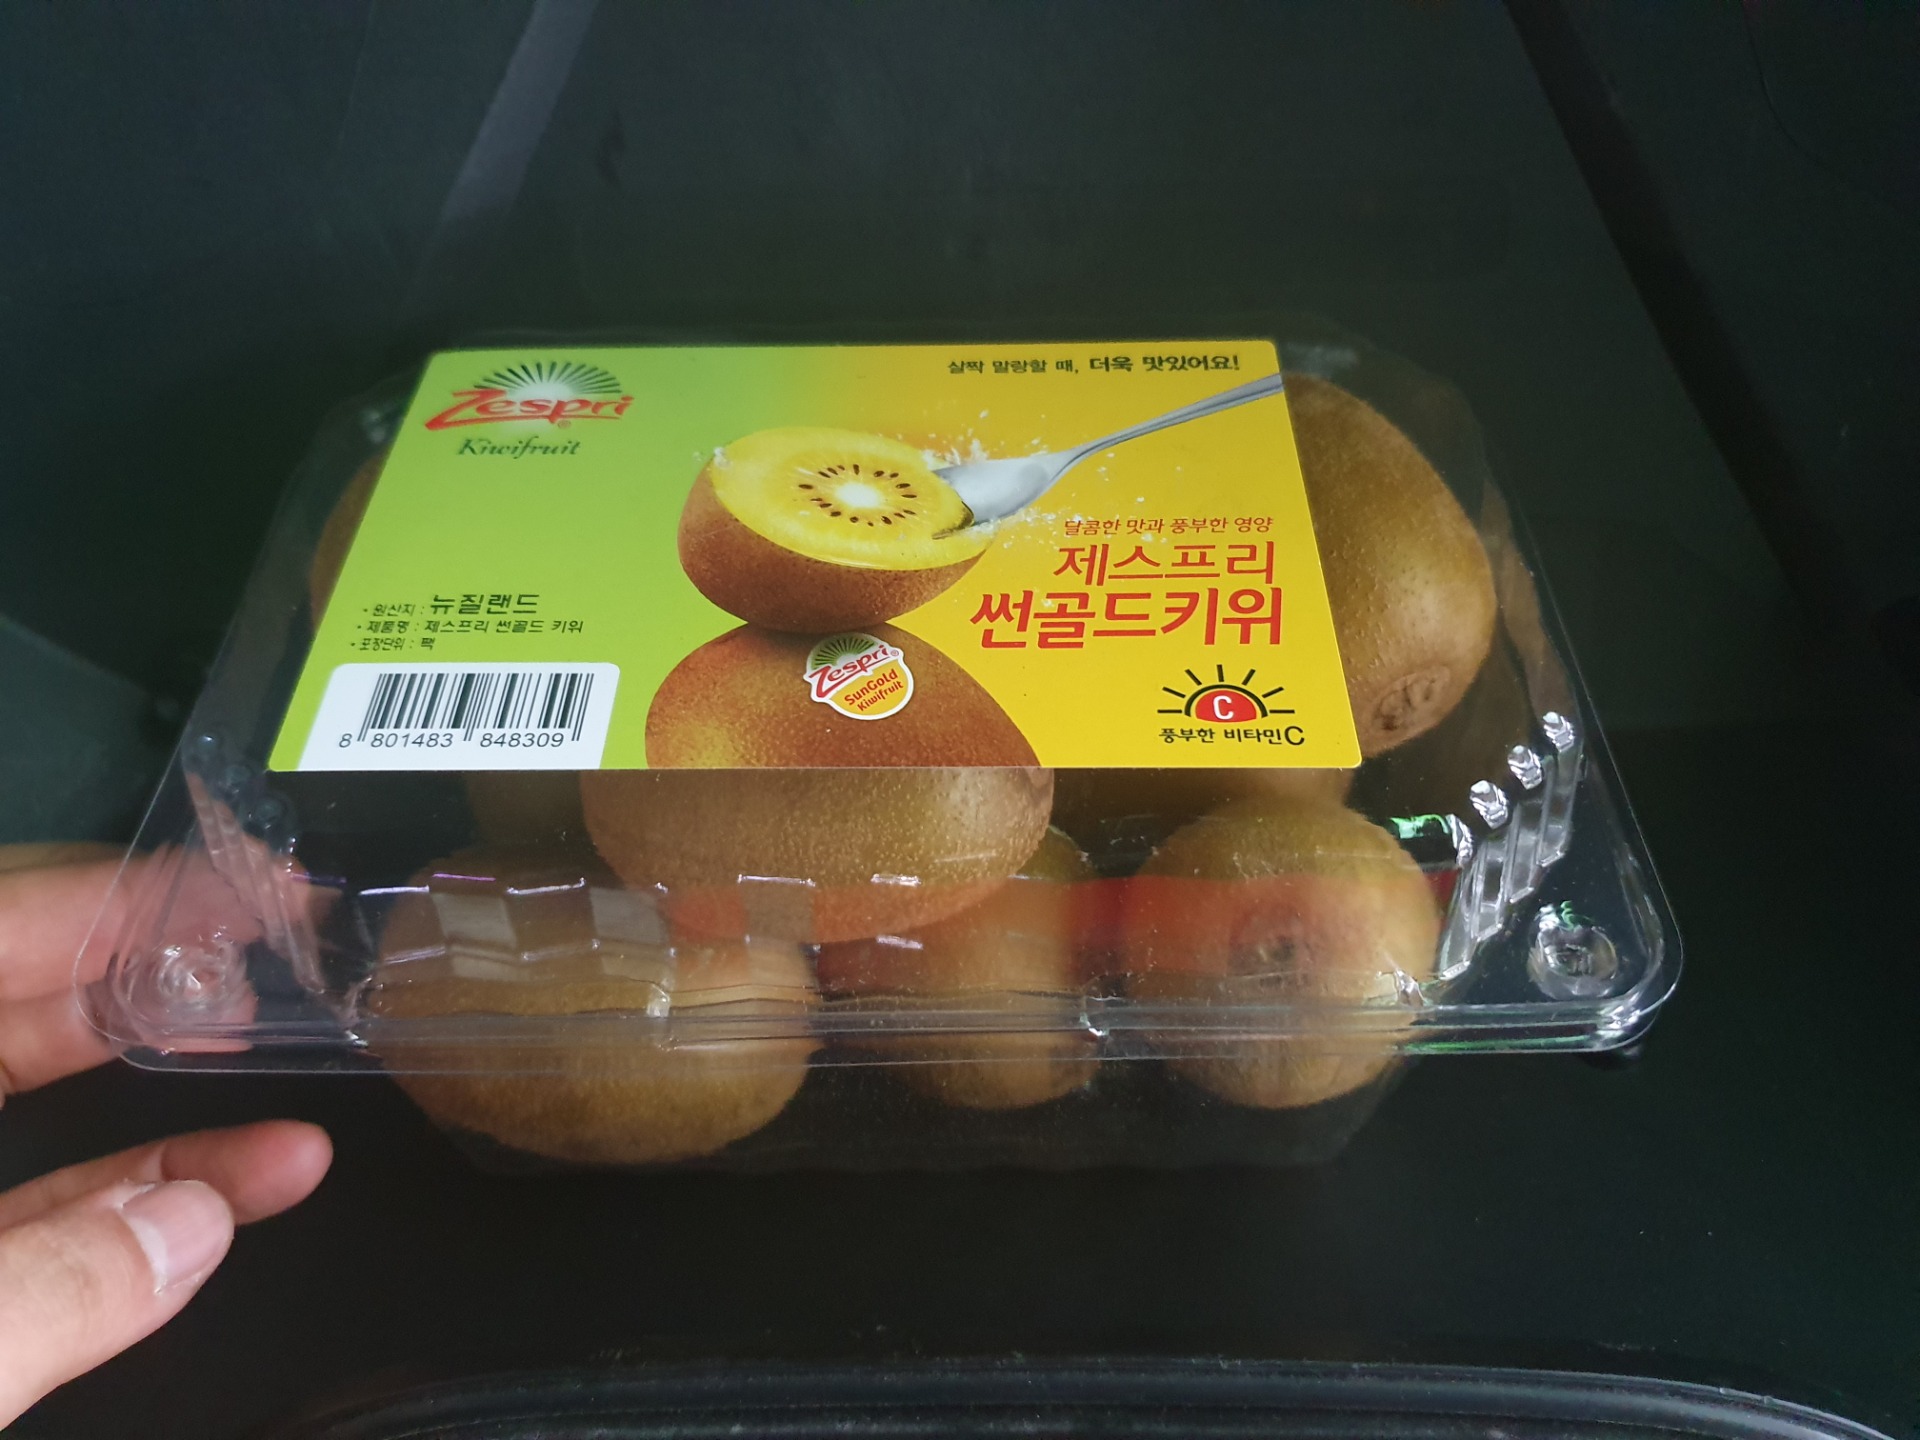 Zespri®
Kiwifruit
살짝 말랑할 때, 더욱 맛있어요!
달콤한 맛과 풍부한 영양
제스프리
썬골드키위
• 원산지 : 뉴질랜드
• 제품명 : 제스프리 썬골드 키위
• 포장단위 : 팩
Zespri®
SunGold
Kiwifruit
C
풍부한 비타민C
8 801483 848309